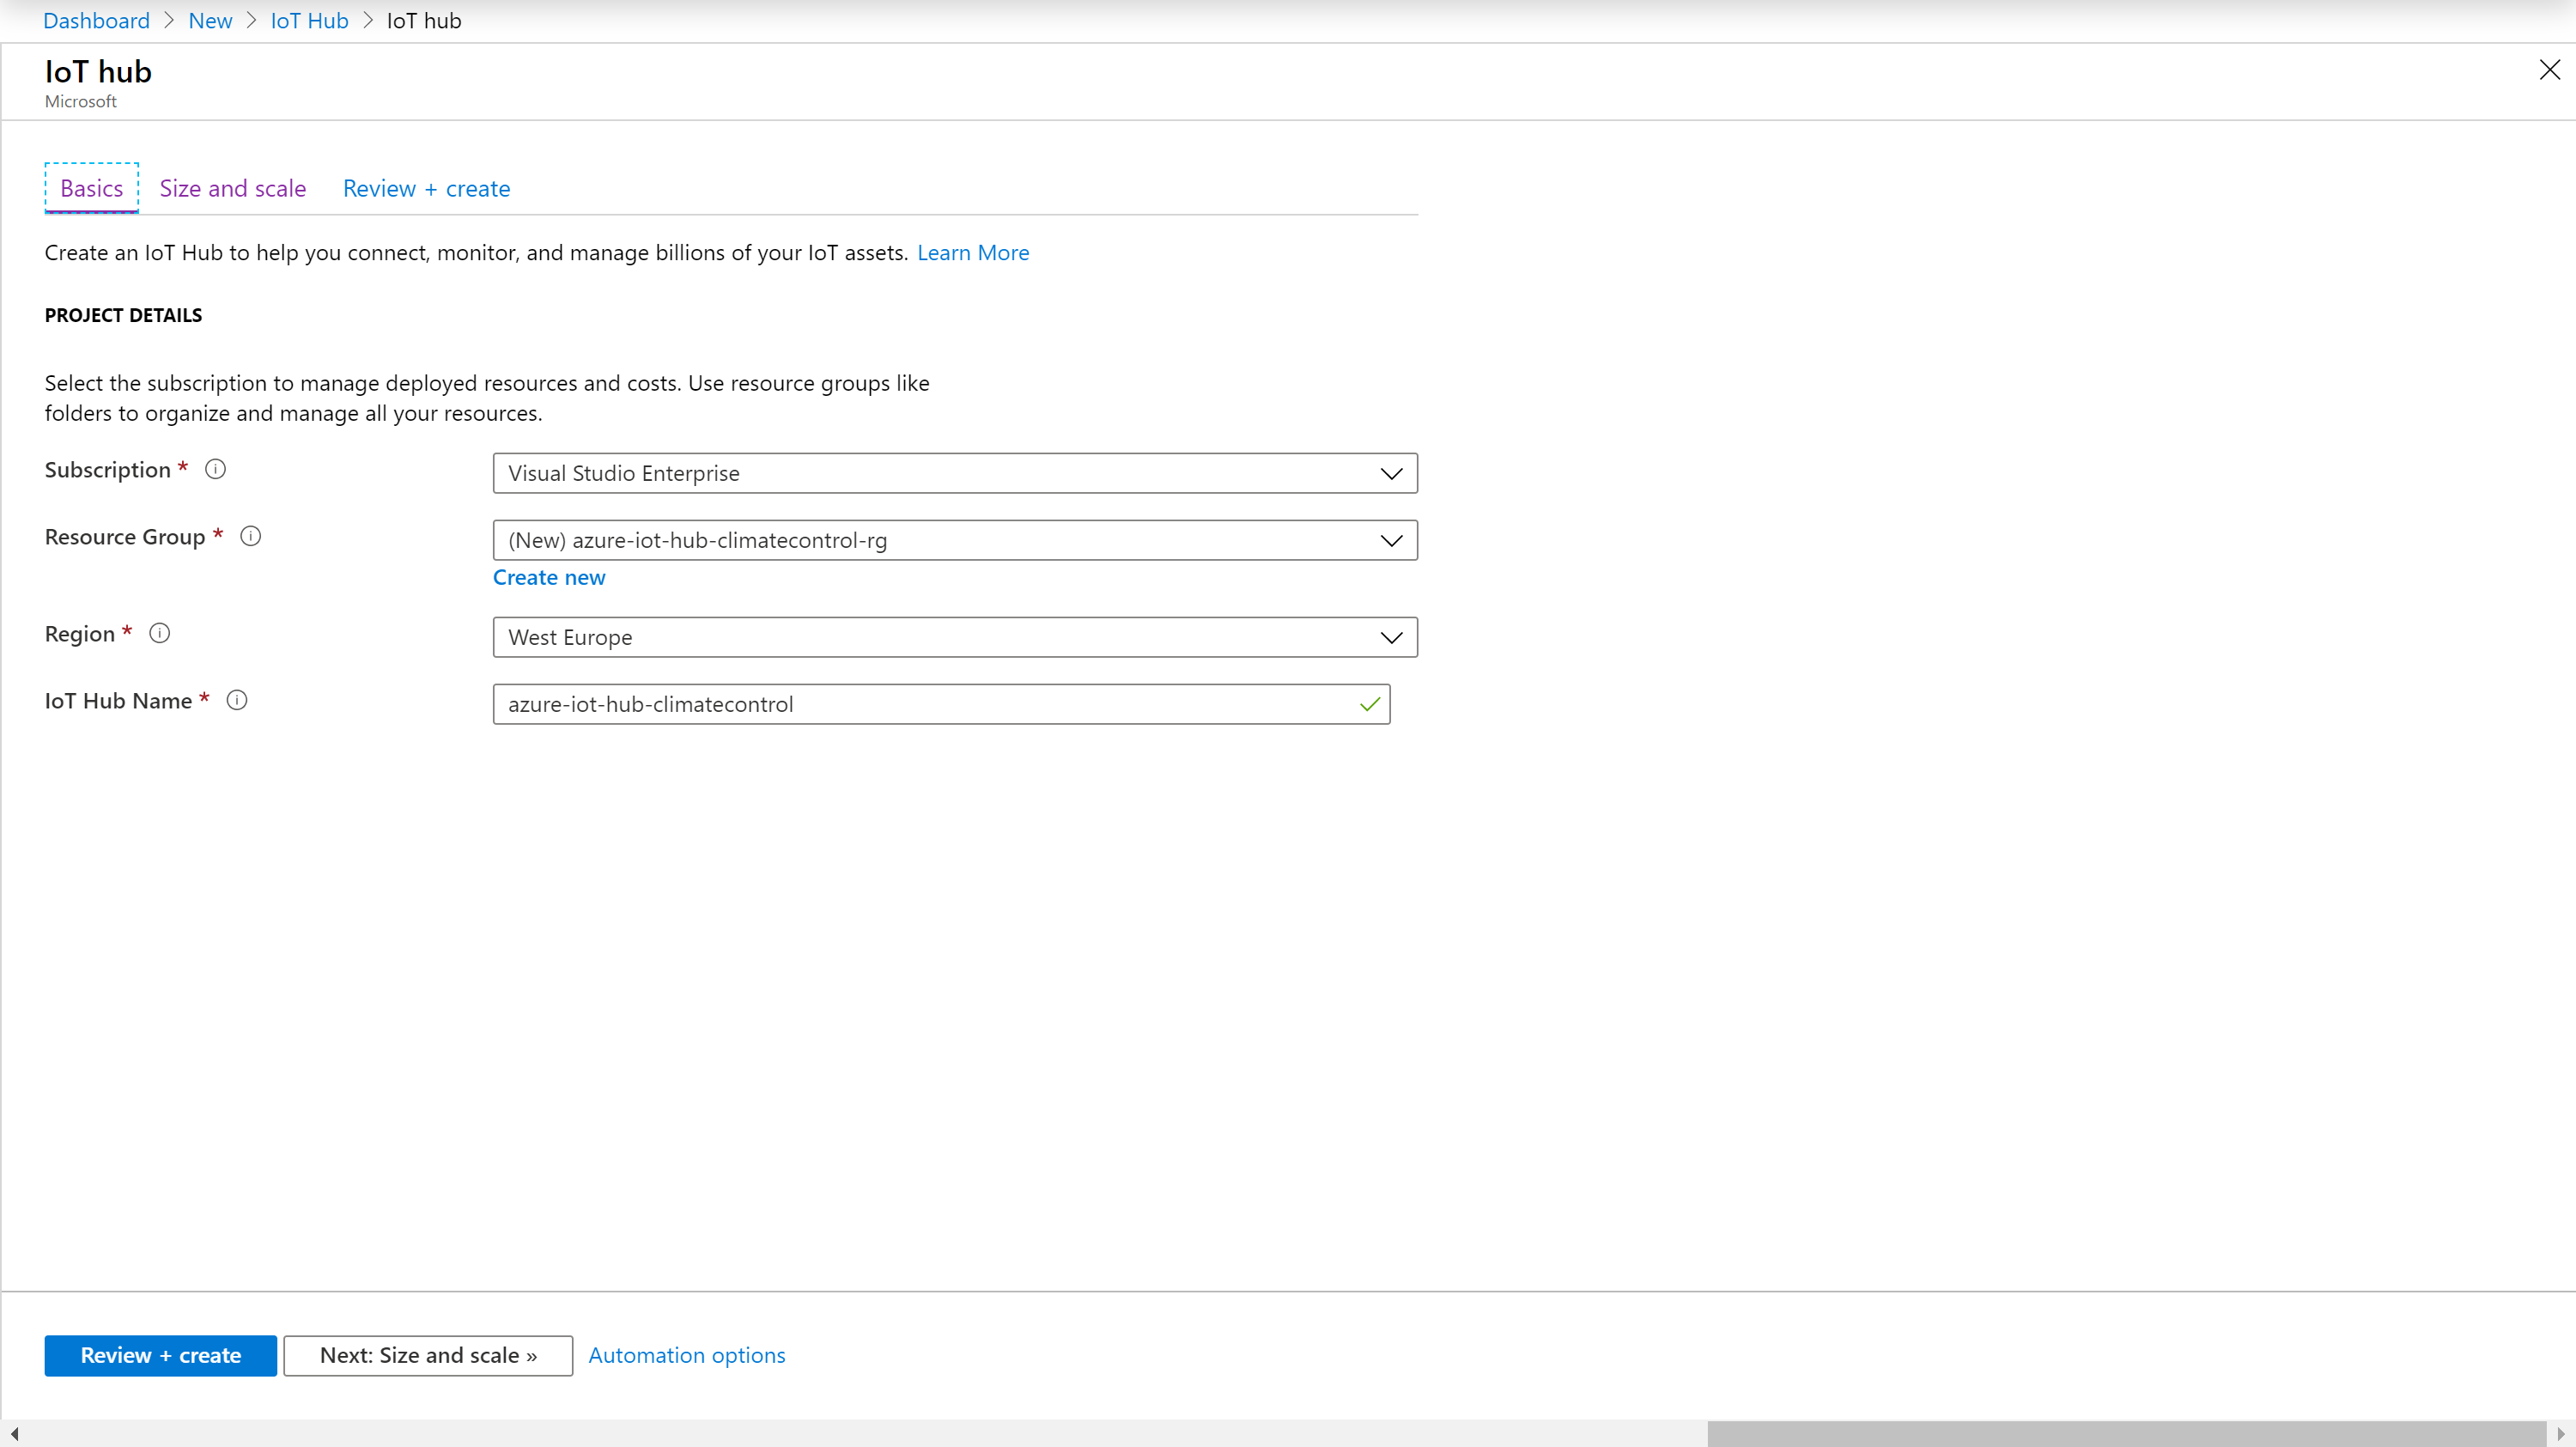 Dashboard > New > IoT Hub > IoT hub
IoT hub
Microsoft
Basics Size and scale Review + create
Create an IoT Hub to help you connect, monitor, and manage billions of your IoT assets. Learn More
PROJECT DETAILS
Select the subscription to manage deployed resources and costs. Use resource groups like
folders to organize and manage all your resources.
Subscription * Visual Studio Enterprise
Resource Group * (New) azure-iot-hub-climatecontrol-rg
Create new
Region * West Europe
IoT Hub Name * azure-iot-hub-climatecontrol
Review + create Next: Size and scale » Automation options